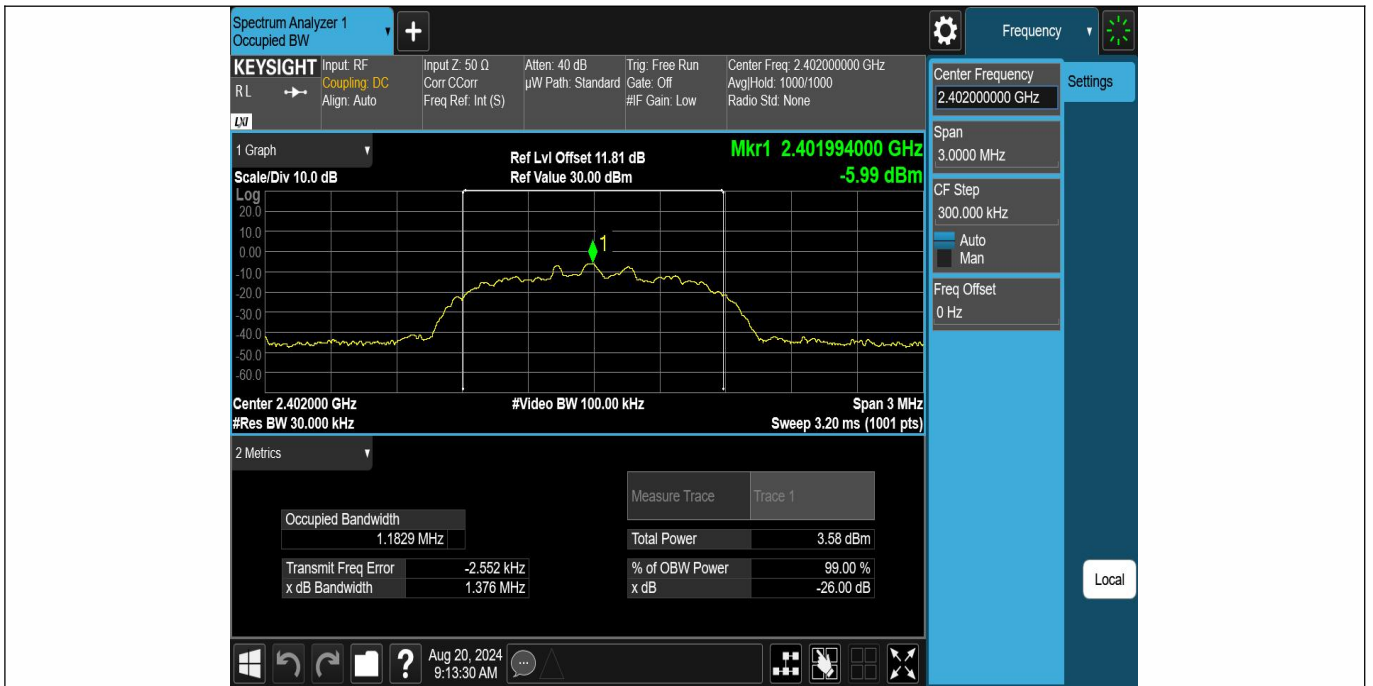 Spectrum Analyzer 1
Occupied BW
+
Frequency
KEYSIGHT
RL
LXI
Input: RF
Coupling: DC
Align: Auto
Input Z: 50 Ω
Corr CCorr
Freq Ref: Int (S)
Atten: 40 dB
µW Path: Standard
Trig: Free Run
Gate: Off
#IF Gain: Low
Center Freq: 2.402000000 GHz
Avg|Hold: 1000/1000
Radio Std: None
Center Frequency
2.402000000 GHz
Settings
Span
3.0000 MHz
CF Step
300.000 kHz
Auto
Man
Freq Offset
0 Hz
Local
1 Graph
Scale/Div 10.0 dB
Ref Lvl Offset 11.81 dB
Ref Value 30.00 dBm
Mkr1 2.401994000 GHz
-5.99 dBm
Log
20.0
10.0
0.00
-10.0
-20.0
-30.0
-40.0
-50.0
-60.0
1
Center 2.402000 GHz
#Video BW 100.00 kHz
Span 3 MHz
#Res BW 30.000 kHz
Sweep 3.20 ms (1001 pts)
2 Metrics
Measure Trace
Trace 1
Occupied Bandwidth
1.1829 MHz
Total Power
3.58 dBm
Transmit Freq Error
-2.552 kHz
% of OBW Power
99.00 %
x dB Bandwidth
1.376 MHz
x dB
-26.00 dB
?
Aug 20, 2024
9:13:30 AM